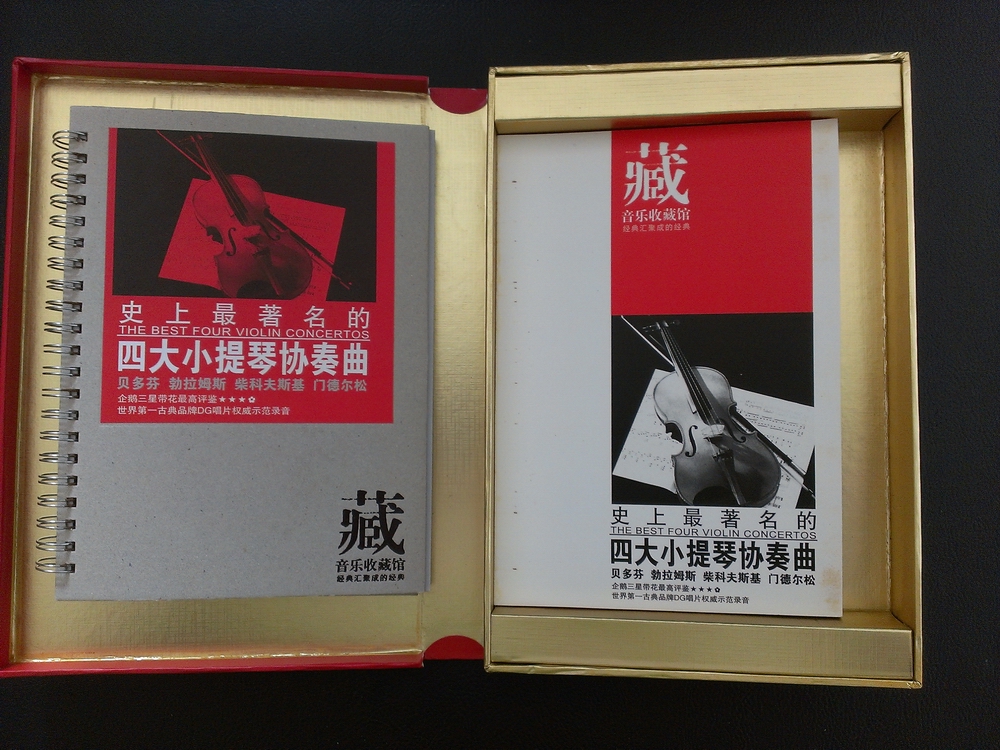 史上最著名的
THE BEST FOUR VIOLIN CONCERTOS
四大小提琴协奏曲
贝多芬 勃拉姆斯 柴科夫斯基 门德尔松
企鹅三星带花最高评鉴★★★✿
世界第一古典品牌DG唱片权威示范录音
藏
音乐收藏馆
经典汇聚成的经典
藏
音乐收藏馆
经典汇聚成的经典
史上最著名的
THE BEST FOUR VIOLIN CONCERTOS
四大小提琴协奏曲
贝多芬 勃拉姆斯 柴科夫斯基 门德尔松
企鹅三星带花最高评鉴★★★✿
世界第一古典品牌DG唱片权威示范录音